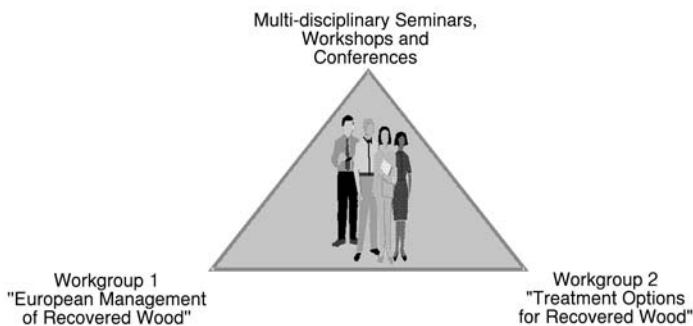 Multi-disciplinary Seminars,
Workshops and
Conferences
Workgroup 1
"European Management
of Recovered Wood"
Workgroup 2
"Treatment Options
for Recovered Wood"